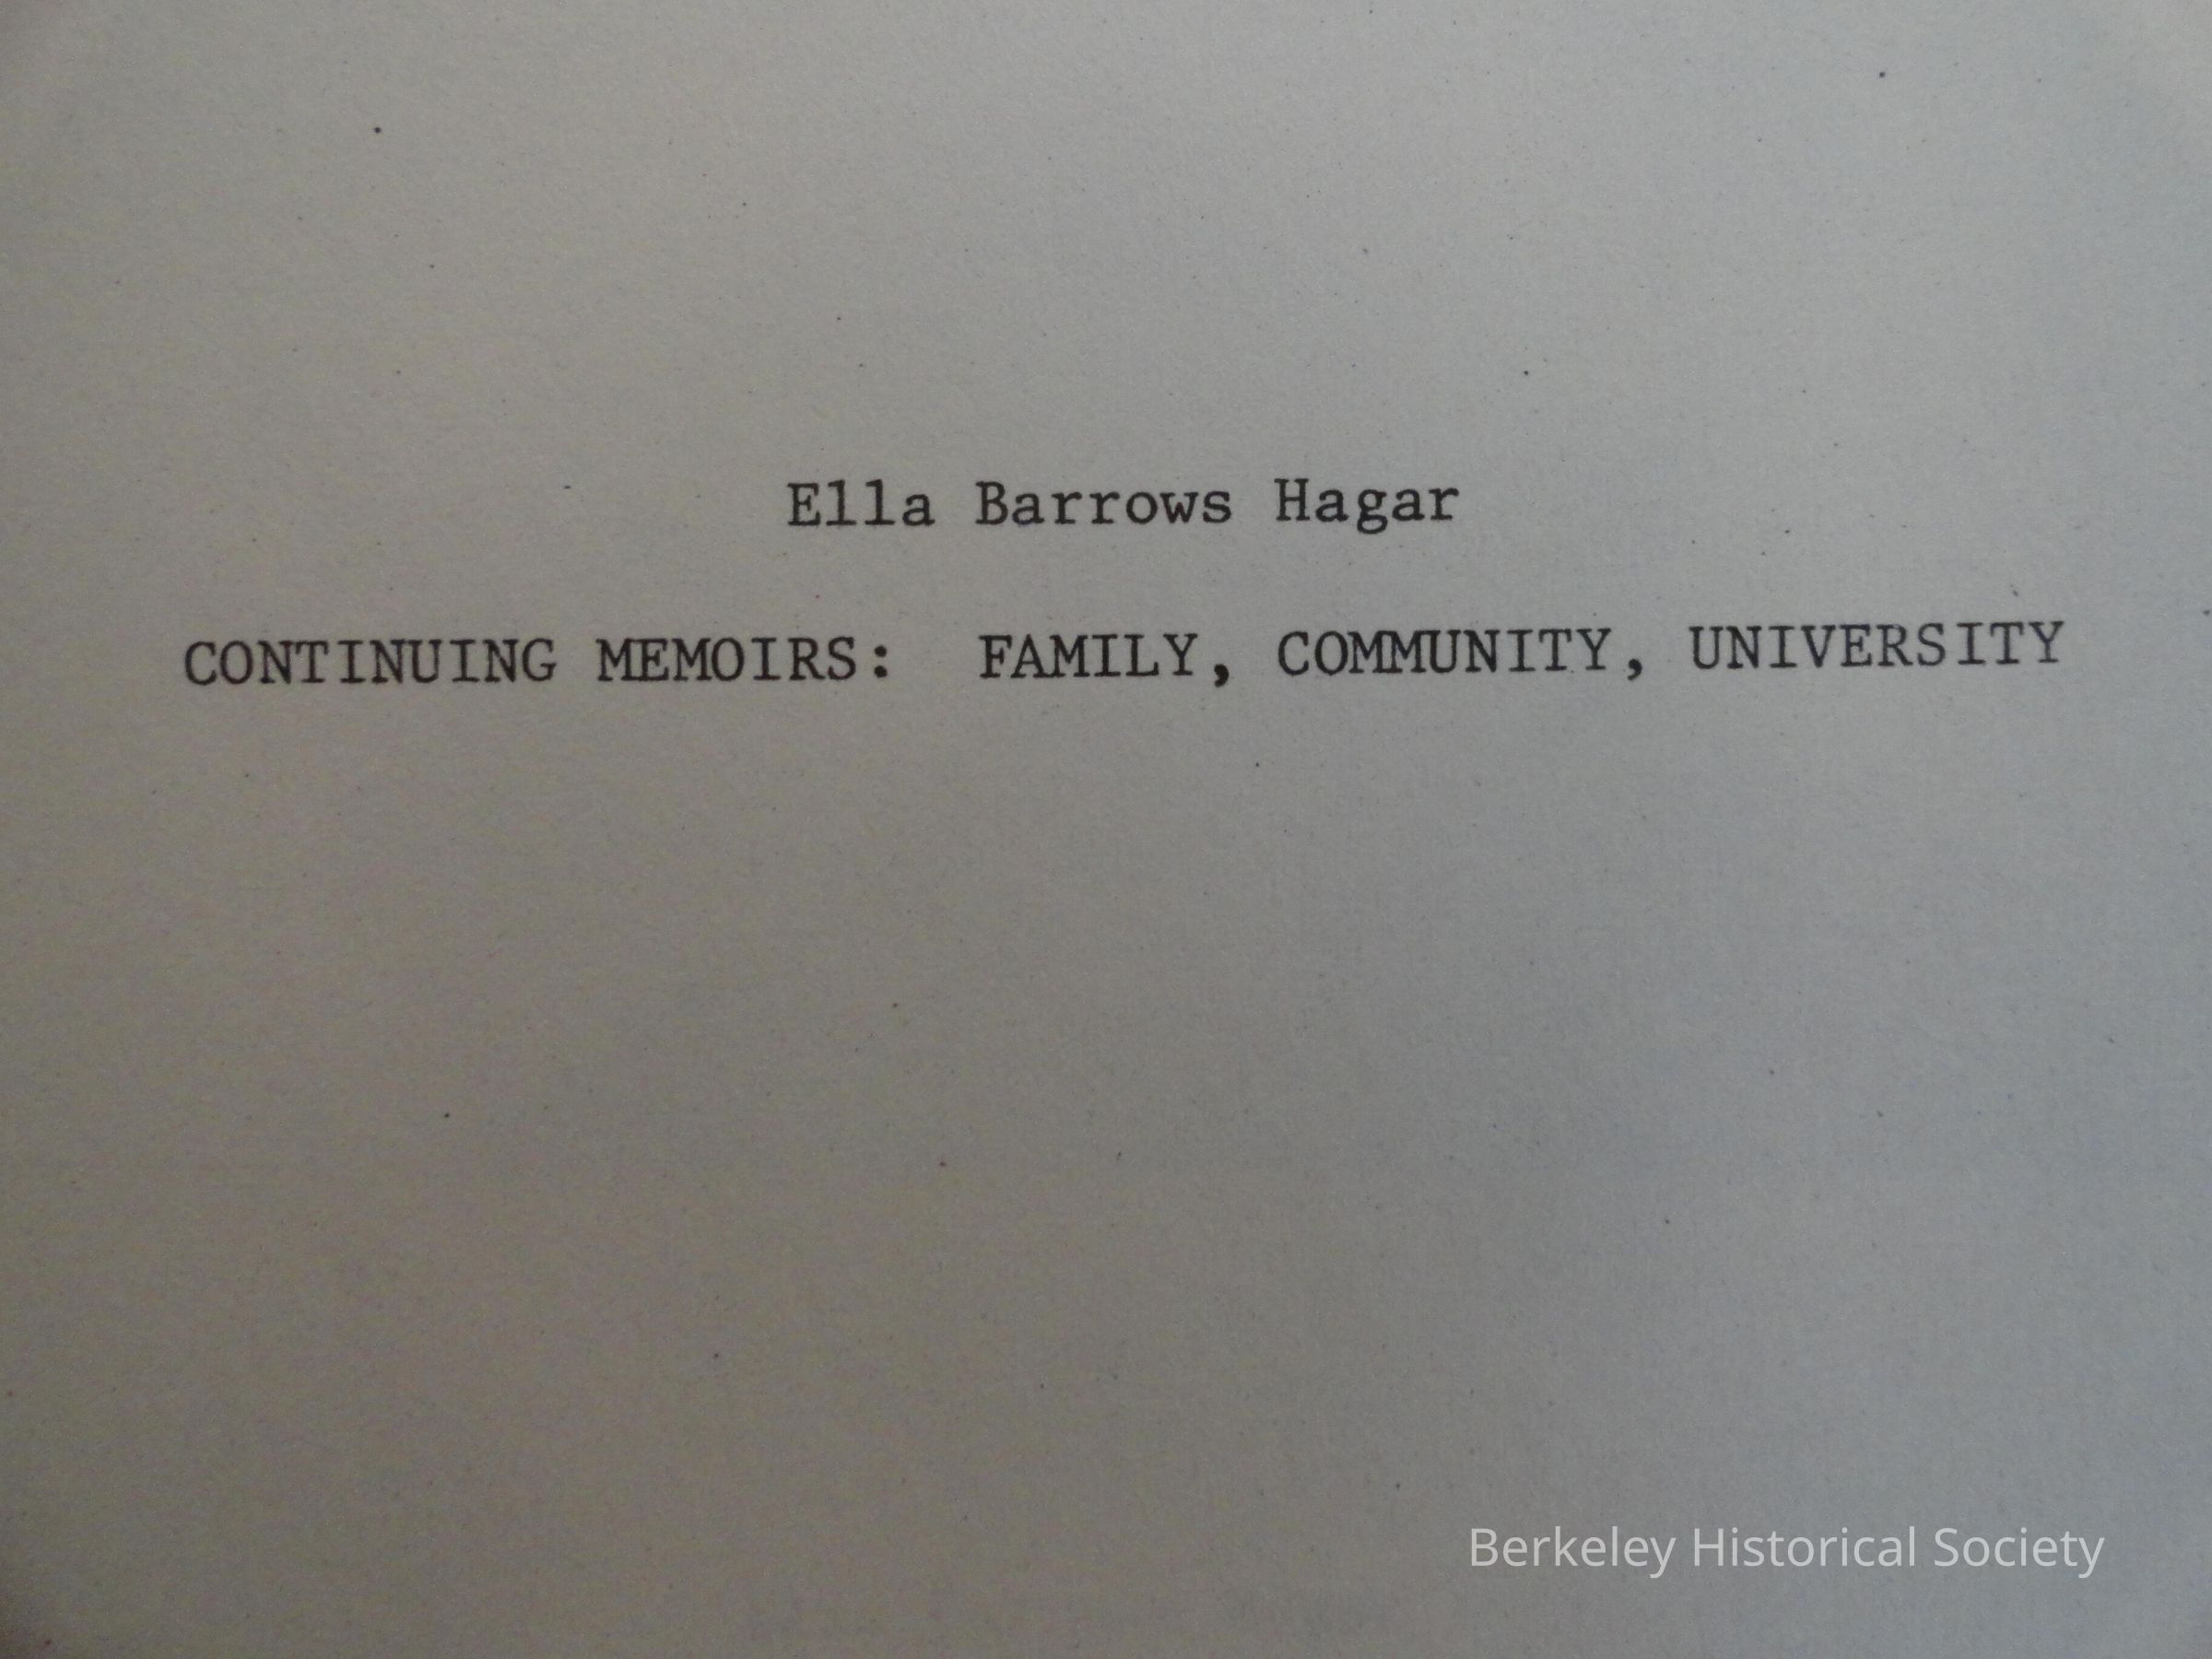 Ella Barrows Hagar
CONTINUING MEMOIRS: FAMILY, COMMUNITY, UNIVERSITY
Berkeley Historical Society